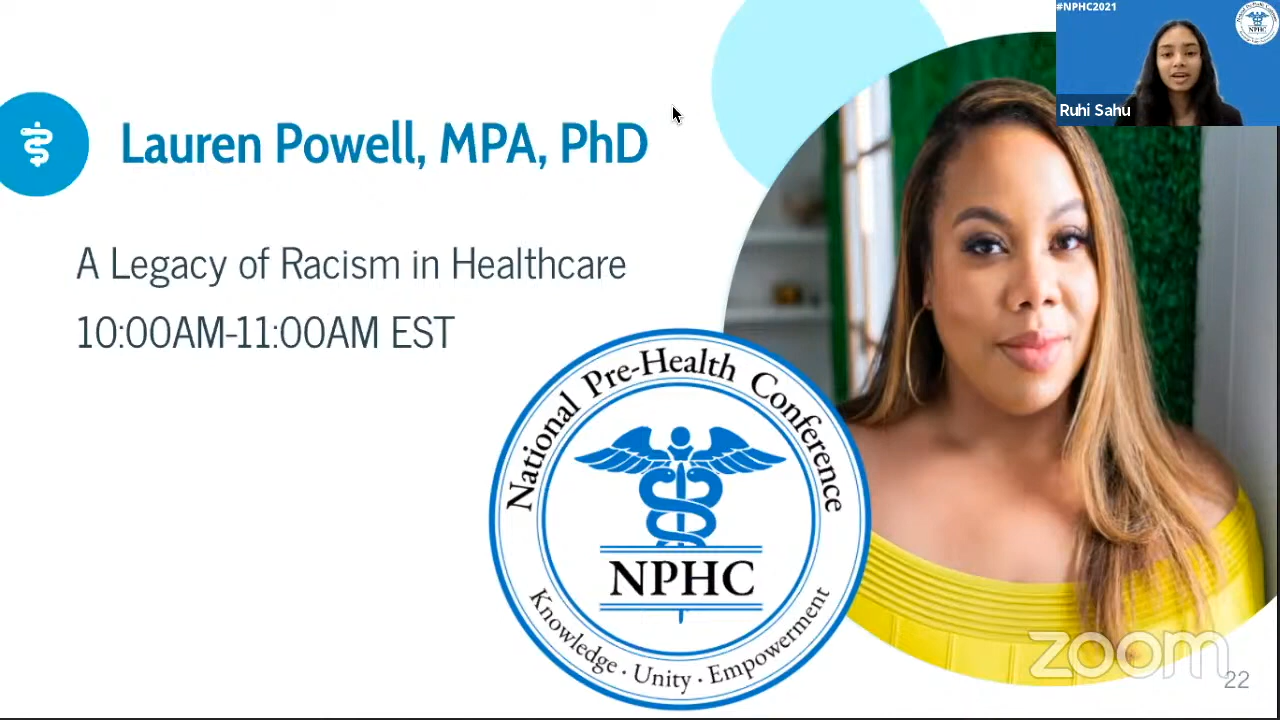 #NPHC2021
Ruhi Sahu
Lauren Powell, MPA, PhD
A Legacy of Racism in Healthcare
10:00AM-11:00AM EST
National Pre-Health Conference
NPHC
Knowledge · Unity · Empowerment
zoom
22
NPHC